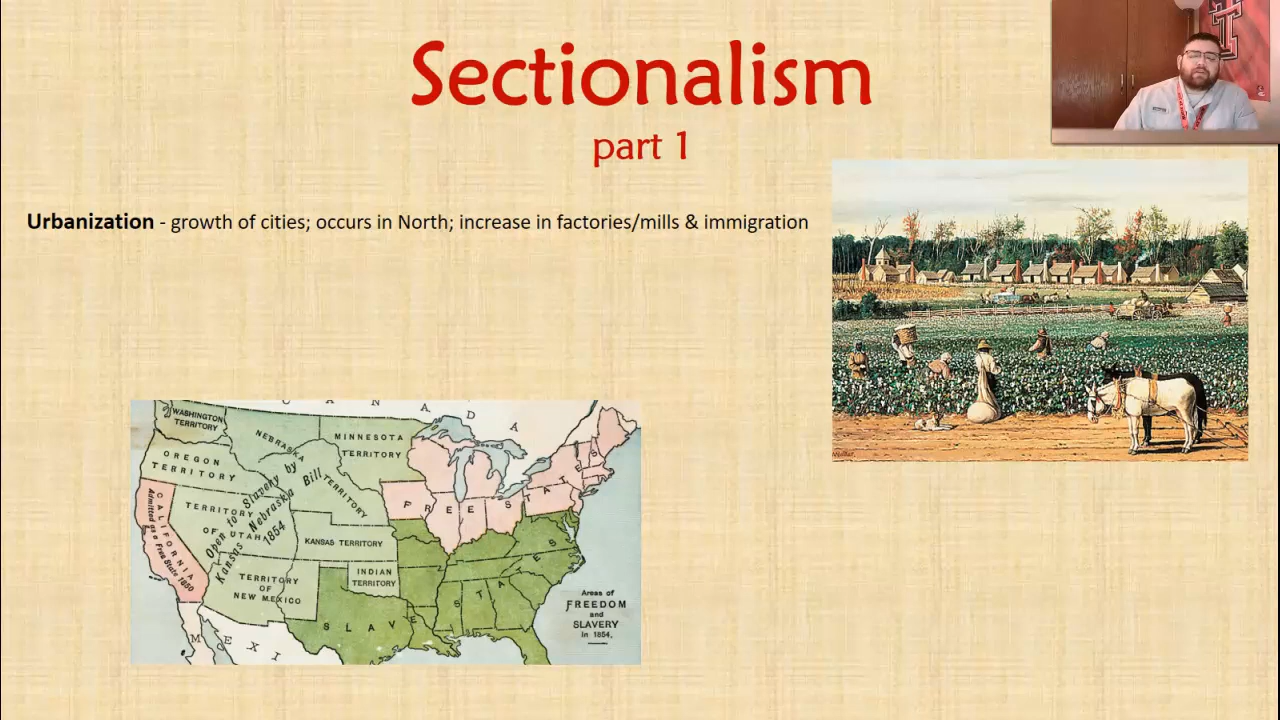 Sectionalism
part 1
Urbanization - growth of cities; occurs in North; increase in factories/mills & immigration
C A N A D A
WASHINGTON
TERRITORY
OREGON
TERRITORY
NEBRASKA
TERRITORY
MINNESOTA
TERRITORY
Open to Slavery by
Kansas Nebraska Bill
1854
CALIFORNIA
Admitted as a Free State 1850
TERRITORY
OF UTAH
KANSAS TERRITORY
INDIAN
TERRITORY
TERRITORY
OF
NEW MEXICO
FREE STATES
SLAVE STATES
MEXI
Areas of
FREEDOM
and
SLAVERY
in 1854.